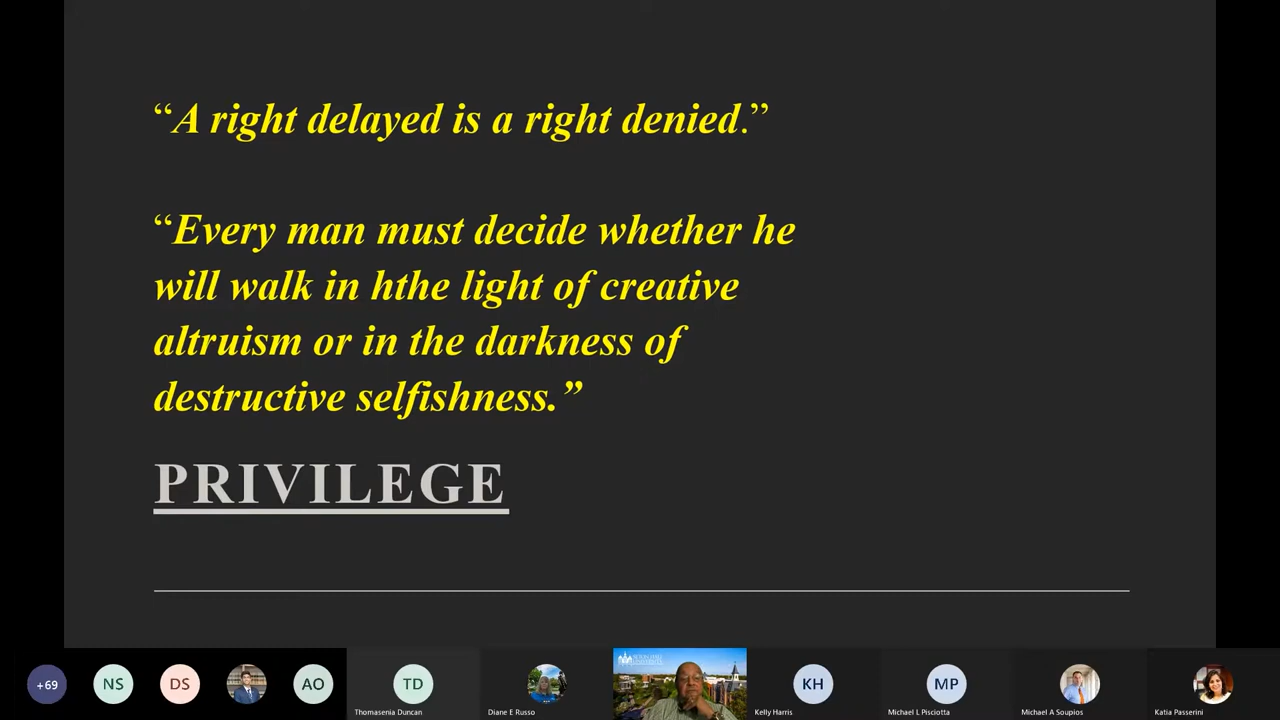 “A right delayed is a right denied.”
“Every man must decide whether he
will walk in hthe light of creative
altruism or in the darkness of
destructive selfishness.”
PRIVILEGE
+69
NS
DS
AO
TD
KH
MP
Thomasenia Duncan
Diane E Russo
Kelly Harris
Michael L Pisciotta
Michael A Soupios
Katia Passerini